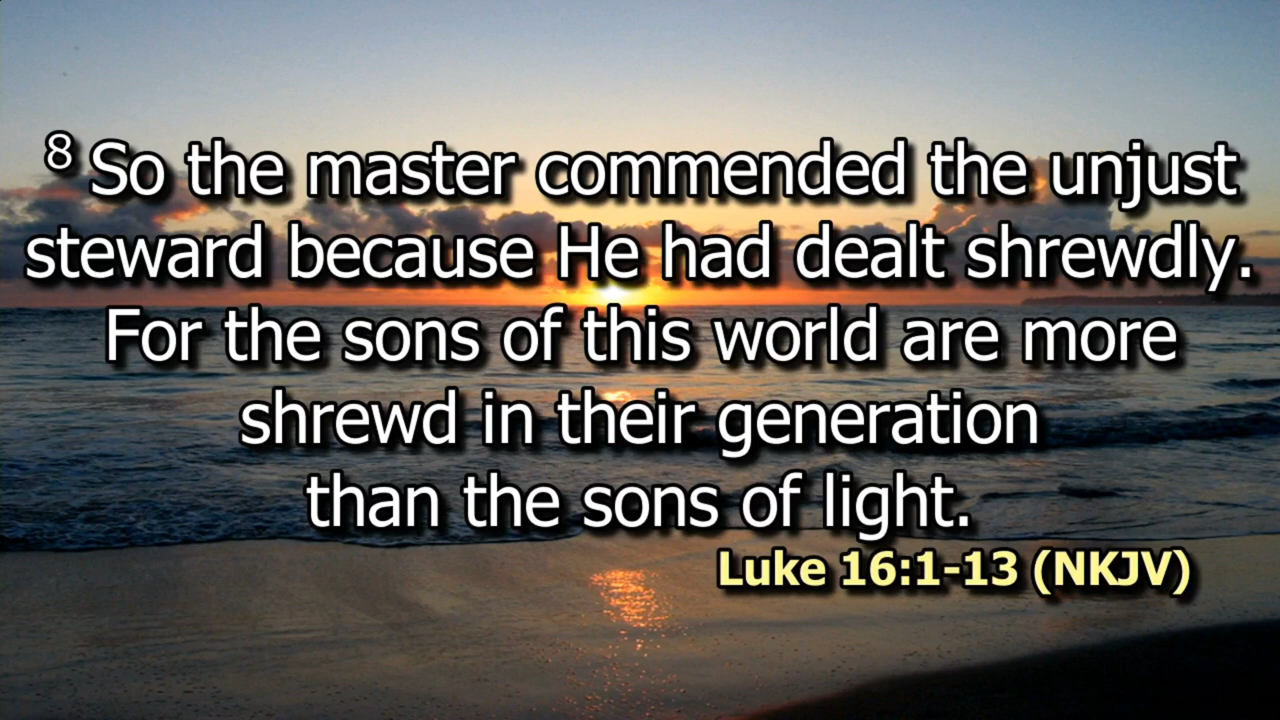 8 So the master commended the unjust
steward because He had dealt shrewdly.
For the sons of this world are more
shrewd in their generation
than the sons of light.
Luke 16:1-13 (NKJV)